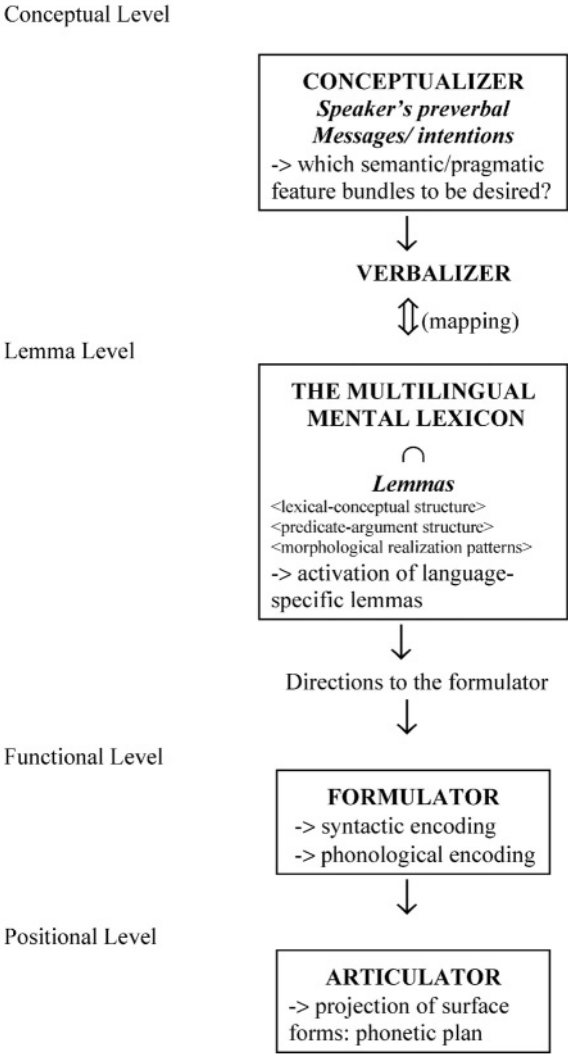 Conceptual Level
CONCEPTUALIZER
Speaker's preverbal
Messages/ intentions
-> which semantic/pragmatic
feature bundles to be desired?
↓
VERBALIZER
⇕ (mapping)
Lemma Level
THE MULTILINGUAL
MENTAL LEXICON
∩
Lemmas
<lexical-conceptual structure>
<predicate-argument structure>
<morphological realization patterns>
-> activation of language-
specific lemmas
↓
Directions to the formulator
↓
Functional Level
FORMULATOR
-> syntactic encoding
-> phonological encoding
↓
Positional Level
ARTICULATOR
-> projection of surface
forms: phonetic plan